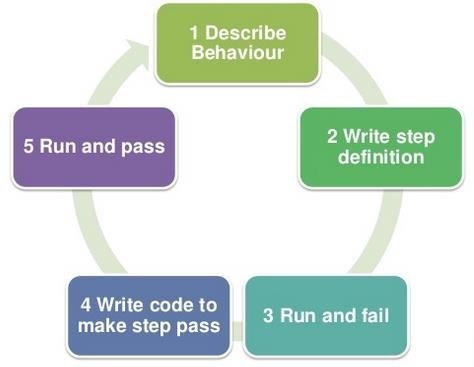 1 Describe
Behaviour
2 Write step
definition
3 Run and fail
4 Write code to
make step pass
5 Run and pass